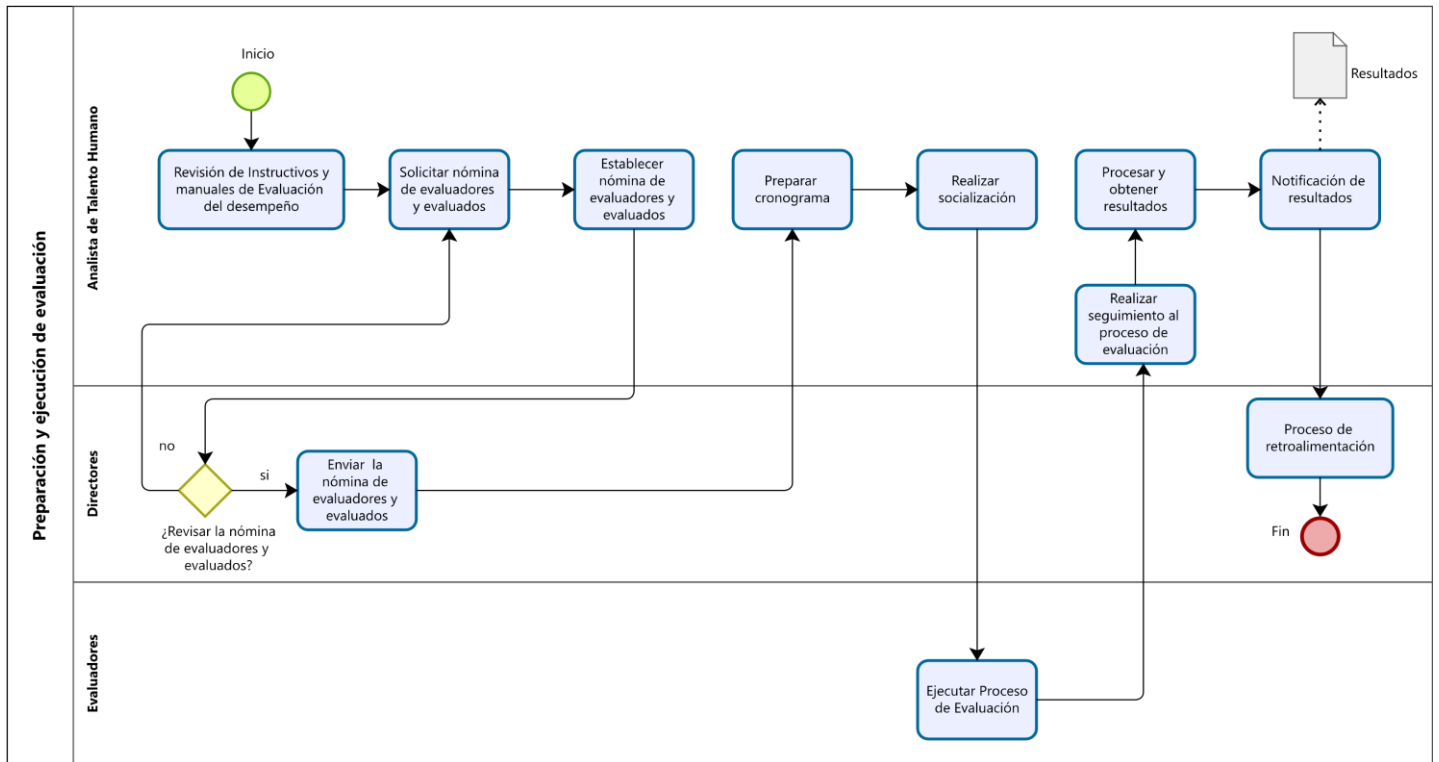 Preparación y ejecución de evaluación
Analista de Talento Humano
Inicio
Revisión de Instructivos y
manuales de Evaluación
del desempeño
Solicitar nómina
de evaluadores
y evaluados
Establecer
nómina de
evaluadores y
evaluados
Preparar
cronograma
Realizar
socialización
Procesar y
obtener
resultados
Notificación de
resultados
Resultados
Realizar
seguimiento al
proceso de
evaluación
Directores
no
si
¿Revisar la nómina
de evaluadores y
evaluados?
Enviar la
nómina de
evaluadores y
evaluados
Proceso de
retroalimentación
Fin
Evaluadores
Ejecutar Proceso
de Evaluación